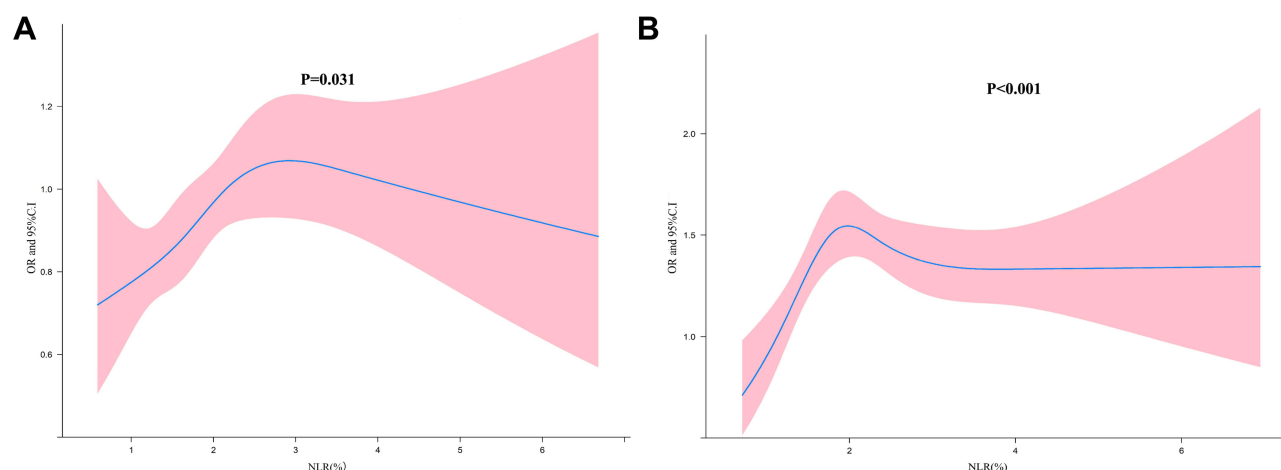 A
P=0.031
OR and 95%C.I
1.2
1.0
0.8
0.6
1 2 3 4 5 6
NLR(%)
B
P<0.001
OR and 95%C.I
2.0
1.5
1.0
2 4 6
NLR(%)